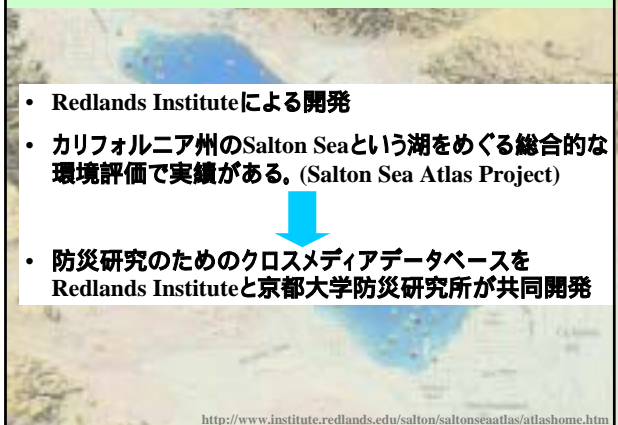 • Redlands Instituteによる開発
• カリフォルニア州のSalton Seaという湖をめぐる総合的な
環境評価で実績がある。(Salton Sea Atlas Project)
• 防災研究のためのクロスメディアデータベースを
Redlands Instituteと京都大学防災研究所が共同開発
http://www.institute.redlands.edu/salton/saltonseaatlas/atlashome.htm